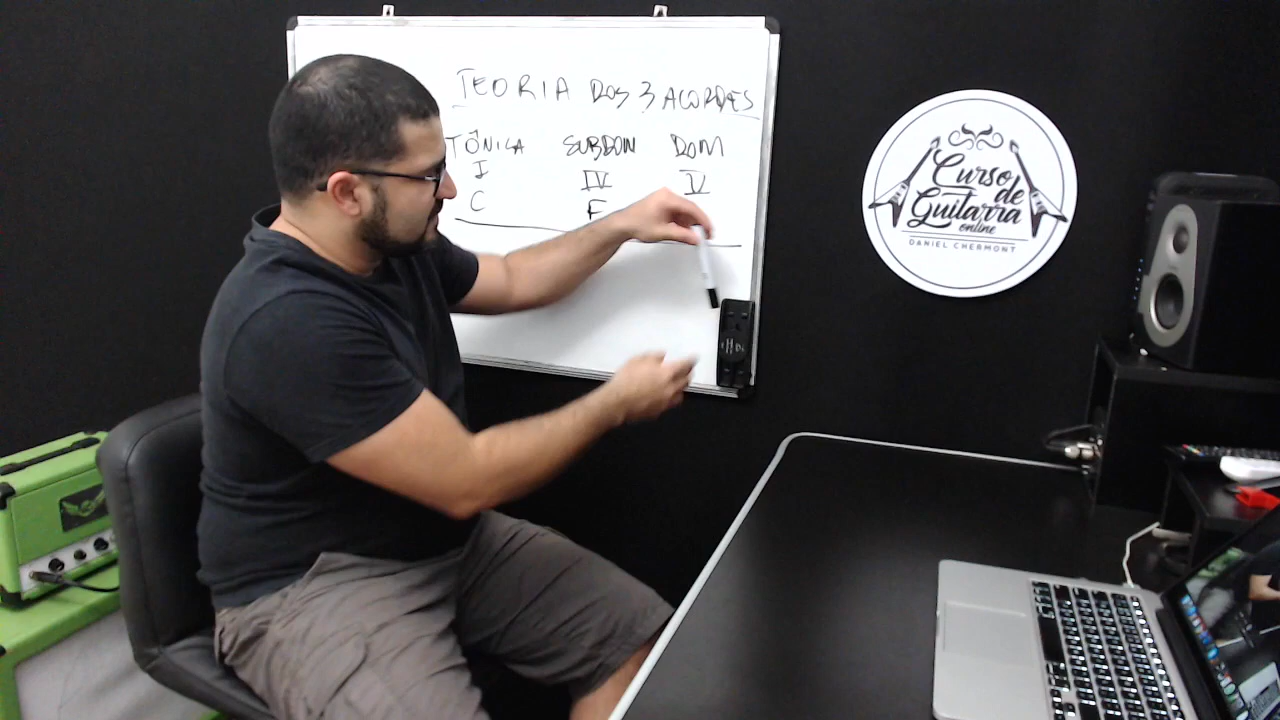 TEORIA DOS 3 ACORDES
TÔNICA SUBDOM DOM
I IV V
C F
Curso
de
Guitarra
online
DANIEL CHERMONT